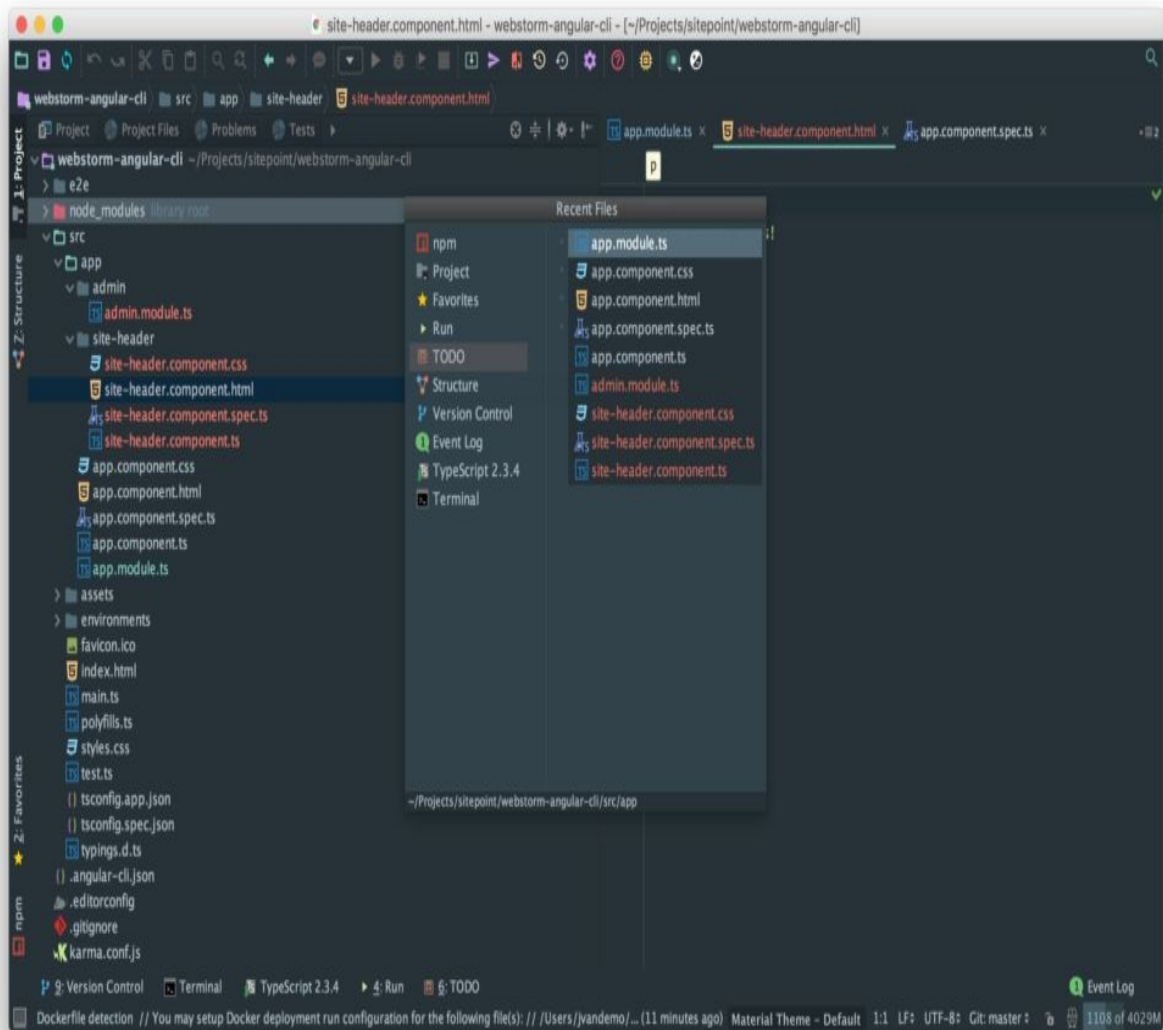 site-header.component.html - webstorm-angular-cli - [~/Projects/sitepoint/webstorm-angular-cli]
webstorm-angular-cli src app site-header site-header.component.html
1: Project
Z: Structure
2: Favorites
npm
Project Project Files Problems Tests
app.module.ts site-header.component.html app.component.spec.ts 2
p
webstorm-angular-cli ~/Projects/sitepoint/webstorm-angular-cli
e2e
node_modules library root
src
app
admin
admin.module.ts
site-header
site-header.component.css
site-header.component.html
site-header.component.spec.ts
site-header.component.ts
app.component.css
app.component.html
app.component.spec.ts
app.component.ts
app.module.ts
assets
environments
favicon.ico
index.html
main.ts
polyfills.ts
styles.css
test.ts
tsconfig.app.json
tsconfig.spec.json
typings.d.ts
.angular-cli.json
.editorconfig
.gitignore
karma.conf.js
Recent Files
npm
Project
Favorites
Run
TODO
Structure
Version Control
Event Log
TypeScript 2.3.4
Terminal
app.module.ts
app.component.css
app.component.html
app.component.spec.ts
app.component.ts
admin.module.ts
site-header.component.css
site-header.component.spec.ts
site-header.component.ts
~/Projects/sitepoint/webstorm-angular-cli/src/app
s!
9: Version Control Terminal TypeScript 2.3.4 4: Run 6: TODO 1 Event Log
Dockerfile detection // You may setup Docker deployment run configuration for the following file(s): // /Users/jvandemo/... (11 minutes ago) Material Theme - Default 1:1 LF÷ UTF-8÷ Git: master÷ 1108 of 4029M